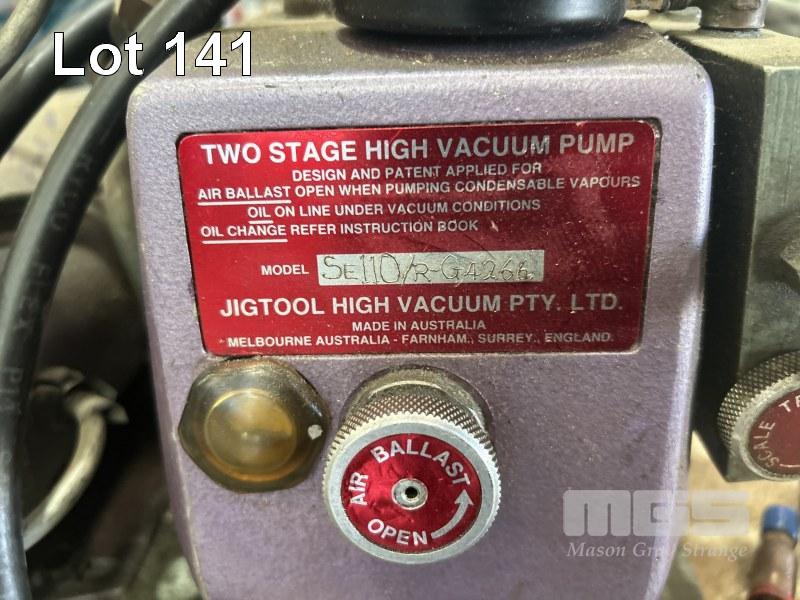 Lot 141
TWO STAGE HIGH VACUUM PUMP
DESIGN AND PATENT APPLIED FOR
AIR BALLAST OPEN WHEN PUMPING CONDENSABLE VAPOURS
OIL ON LINE UNDER VACUUM CONDITIONS
OIL CHANGE REFER INSTRUCTION BOOK
MODEL SE110/R-G4266
JIGTOOL HIGH VACUUM PTY. LTD.
MADE IN AUSTRALIA
MELBOURNE AUSTRALIA - FARNHAM., SURREY., ENGLAND.
AIR BALLAST
OPEN
SCALE
FLEX
MGS
Mason Gray Strange